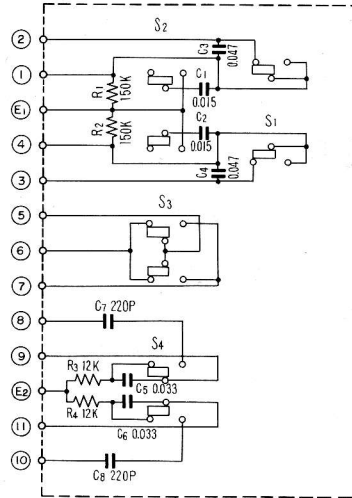 2 S2
C3 0.047
1
R1 150K
C1 0.015
E1
R2 150K
C2 0.015
S1
4
C4 0.047
3
5 S3
6
7
C7 220P
8
9 S4
R3 12K
C5 0.033
E2
R4 12K
C6 0.033
11
10
C8 220P